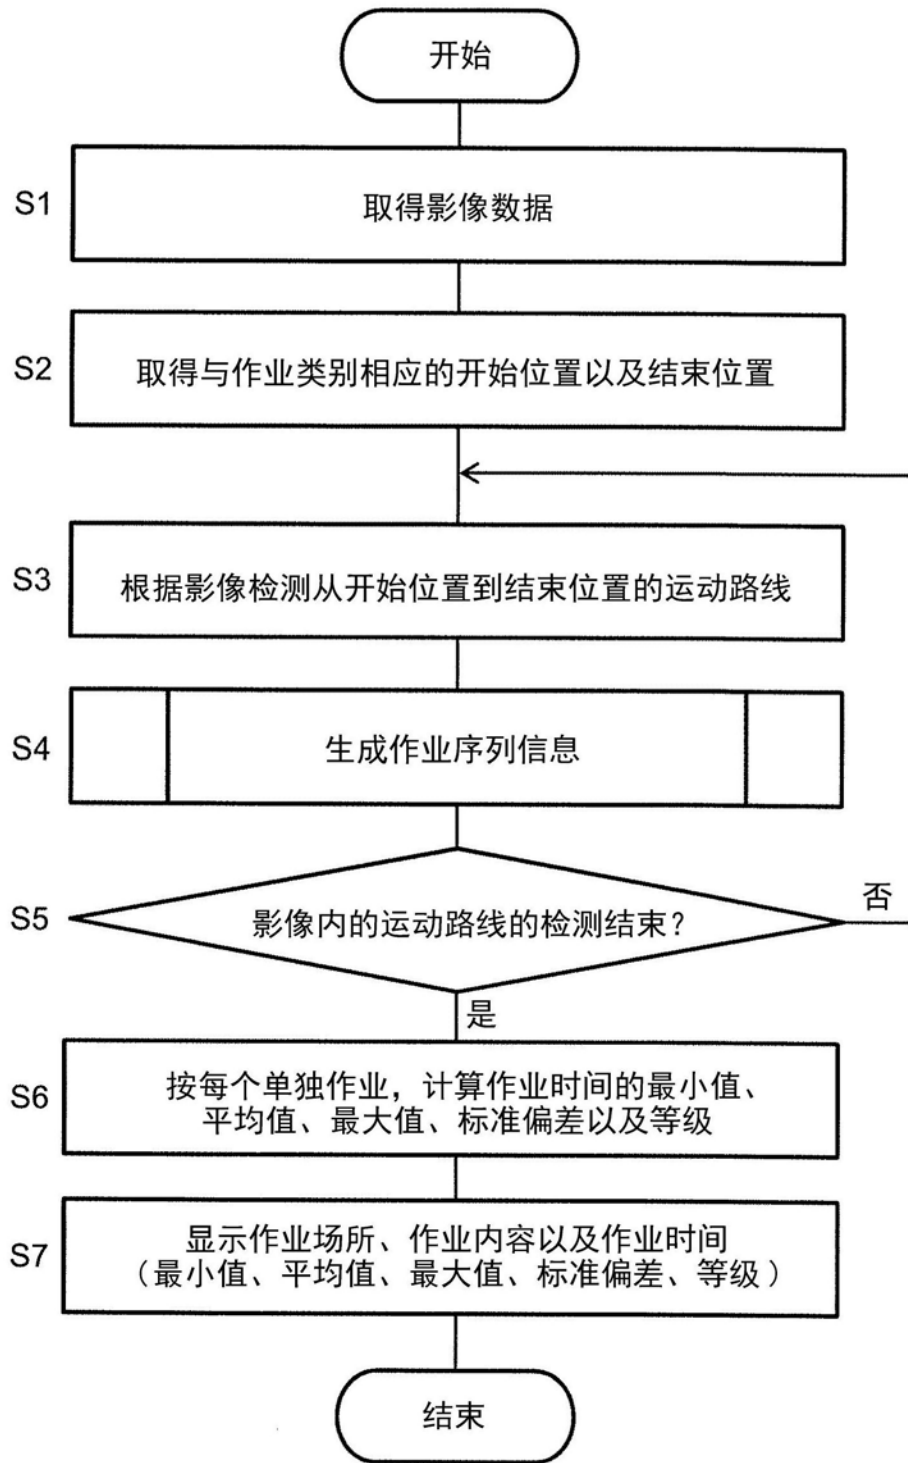 开始
S1
取得影像数据
S2
取得与作业类别相应的开始位置以及结束位置
S3
根据影像检测从开始位置到结束位置的运动路线
S4
生成作业序列信息
S5
影像内的运动路线的检测结束？
否
是
S6
按每个单独作业，计算作业时间的最小值、
平均值、最大值、标准偏差以及等级
S7
显示作业场所、作业内容以及作业时间
（最小值、平均值、最大值、标准偏差、等级）
结束